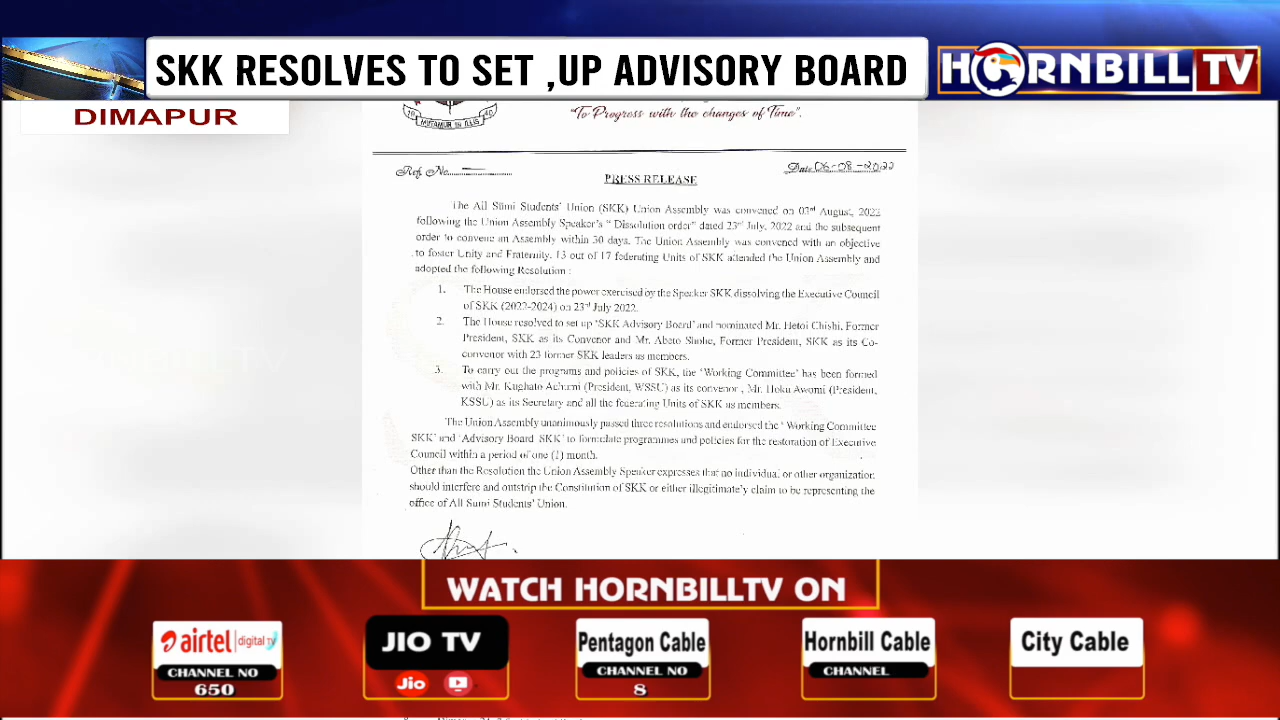 SKK RESOLVES TO SET ,UP ADVISORY BOARD
HORNBILL TV
DIMAPUR
MUTAMUR IN ILLIS
"To Progress with the changes of Time".
Ref. No.
Date 06-08-2022
PRESS RELEASE
The All Sumi Students' Union (SKK) Union Assembly was convened on 03rd August, 2022
following the Union Assembly Speaker's " Dissolution order" dated 23rd July, 2022 and the subsequent
order to convene an Assembly within 30 days. The Union Assembly was convened with an objective
to foster Unity and Fraternity. 13 out of 17 federating Units of SKK attended the Union Assembly and
adopted the following Resolution :
1. The House endorsed the power exercised by the Speaker SKK dissolving the Executive Council
of SKK (2022-2024) on 23rd July 2022.
2. The House resolved to set up 'SKK Advisory Board' and nominated Mr. Hetoi Chishi, Former
President, SKK as its Convenor and Mr. Abeto Shohe, Former President, SKK as its Co-
convenor with 23 former SKK leaders as members.
3. To carry out the programs and policies of SKK, the 'Working Committee' has been formed
with Mr. Kughato Achumi (President, WSSU) as its convenor , Mr. Hoku Awomi (President,
KSSU) as its Secretary and all the federating Units of SKK as members.
The Union Assembly unanimously passed three resolutions and endorsed the ' Working Committee
SKK' and 'Advisory Board SKK' to formulate programmes and policies for the restoration of Executive
Council within a period of one (1) month.
Other than the Resolution the Union Assembly Speaker expresses that no individual or other organization
should interfere and outstrip the Constitution of SKK or either illegitimate'y claim to be representing the
office of All Sumi Students' Union.
WATCH HORNBILLTV ON
airtel digital tv
CHANNEL NO
650
JIO TV
Jio
Pentagon Cable
CHANNEL NO
8
Hornbill Cable
CHANNEL
City Cable